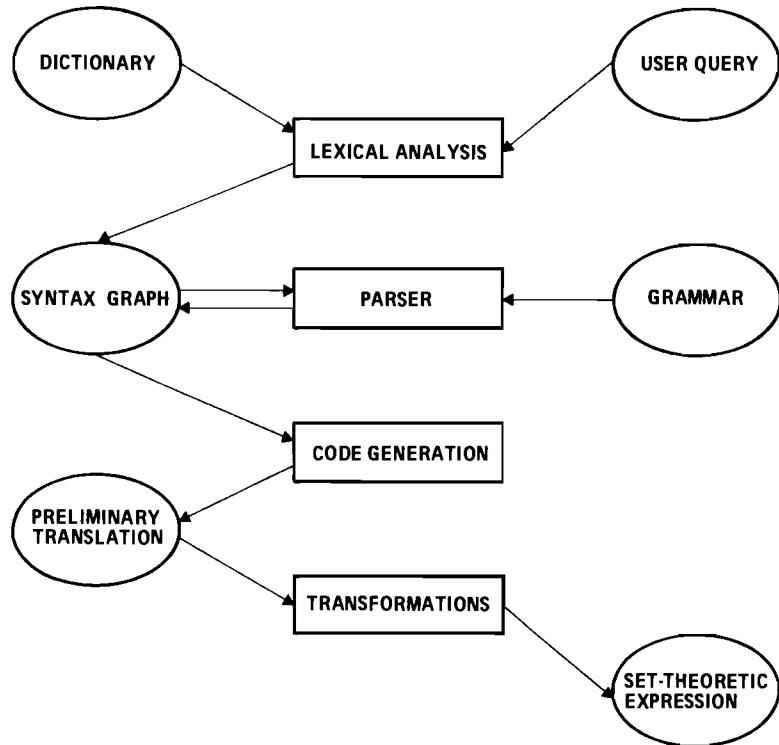 DICTIONARY
USER QUERY
LEXICAL ANALYSIS
SYNTAX GRAPH
PARSER
GRAMMAR
CODE GENERATION
PRELIMINARY
TRANSLATION
TRANSFORMATIONS
SET-THEORETIC
EXPRESSION